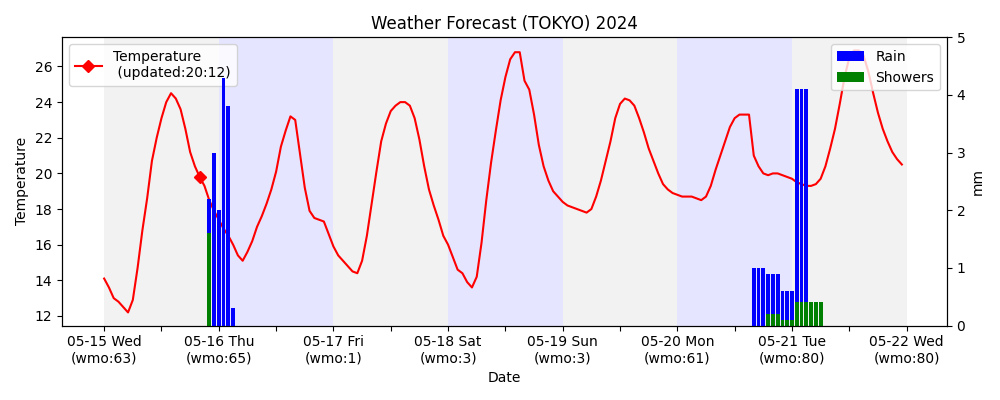 Weather Forecast (TOKYO) 2024
Temperature
(updated:20:12)
Rain
Showers
26
24
22
20
18
16
14
12
Temperature
5
4
3
2
1
0
mm
05-15 Wed
(wmo:63)
05-16 Thu
(wmo:65)
05-17 Fri
(wmo:1)
05-18 Sat
(wmo:3)
05-19 Sun
(wmo:3)
05-20 Mon
(wmo:61)
05-21 Tue
(wmo:80)
05-22 Wed
(wmo:80)
Date